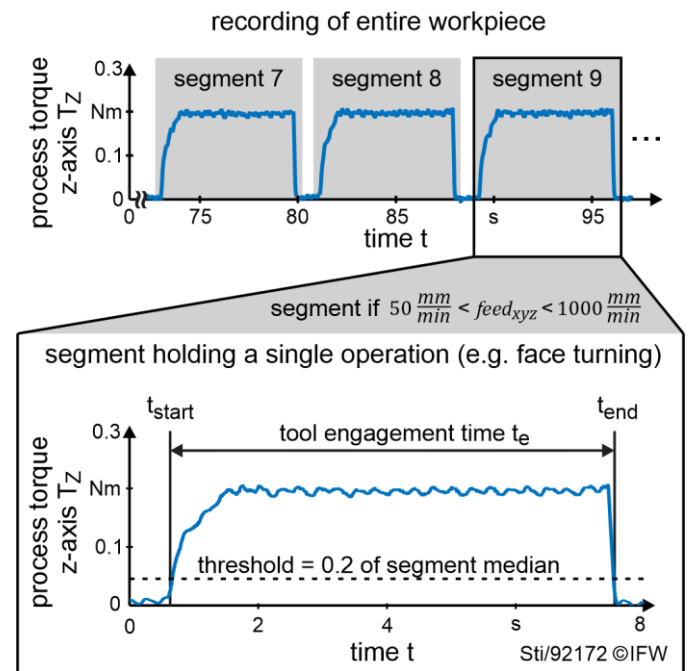 recording of entire workpiece
process torque
z-axis T_Z
0.3
Nm
0.1
0
segment 7
segment 8
segment 9
...
0
75
80
85
s
95
time t
segment if 50 mm/min < feed_xyz < 1000 mm/min
segment holding a single operation (e.g. face turning)
t_start
t_end
tool engagement time t_e
process torque
z-axis T_Z
0.3
Nm
0.1
0
threshold = 0.2 of segment median
0
2
4
s
8
time t
Sti/92172 ©IFW